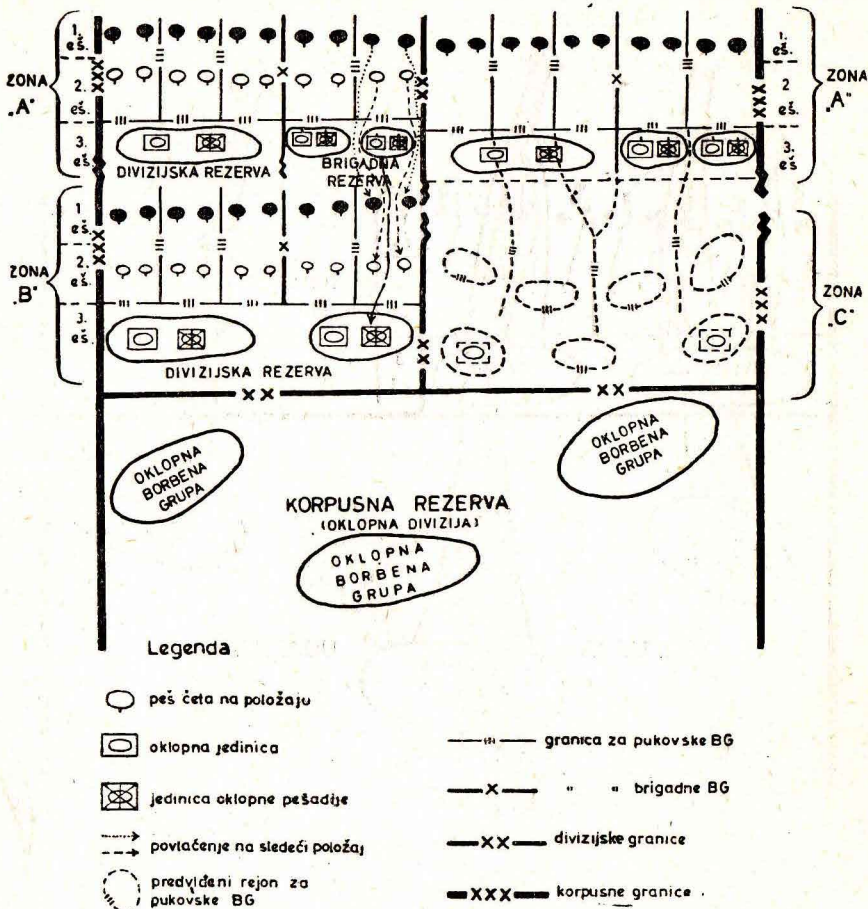 ZONA
„A“
1.
eš.
2.
eš.
3.
eš.
DIVIZIJSKA REZERVA
BRIGADNA
REZERVA
1.
eš.
2
eš.
3.
eš.
ZONA
„A“
ZONA
„B“
1.
eš.
2.
eš.
3.
eš.
DIVIZIJSKA REZERVA
ZONA
„C“
OKLOPNA
BORBENA
GRUPA
OKLOPNA
BORBENA
GRUPA
KORPUSNA REZERVA
(OKLOPNA DIVIZIJA)
OKLOPNA
BORBENA
GRUPA
Legenda
peš četa na položaju
oklopna jedinica
jedinica oklopne pešadije
povlačenje na sledeći položaj
predviđeni rejon za
pukovske BG
granica za pukovske BG
" " brigadne BG
divizijske granice
korpusne granice.